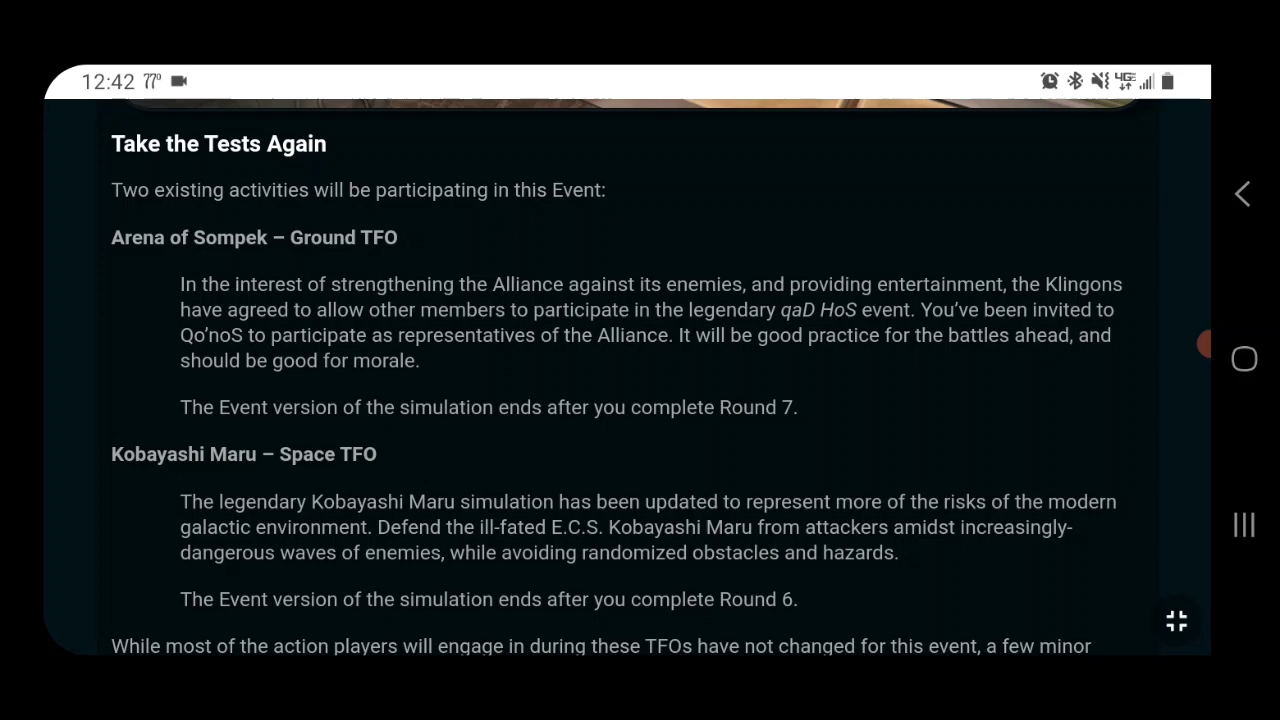 12:42 77°
4GE
Take the Tests Again
Two existing activities will be participating in this Event:
Arena of Sompek – Ground TFO
In the interest of strengthening the Alliance against its enemies, and providing entertainment, the Klingons
have agreed to allow other members to participate in the legendary qaD HoS event. You’ve been invited to
Qo’noS to participate as representatives of the Alliance. It will be good practice for the battles ahead, and
should be good for morale.
The Event version of the simulation ends after you complete Round 7.
Kobayashi Maru – Space TFO
The legendary Kobayashi Maru simulation has been updated to represent more of the risks of the modern
galactic environment. Defend the ill-fated E.C.S. Kobayashi Maru from attackers amidst increasingly-
dangerous waves of enemies, while avoiding randomized obstacles and hazards.
The Event version of the simulation ends after you complete Round 6.
While most of the action players will engage in during these TFOs have not changed for this event, a few minor